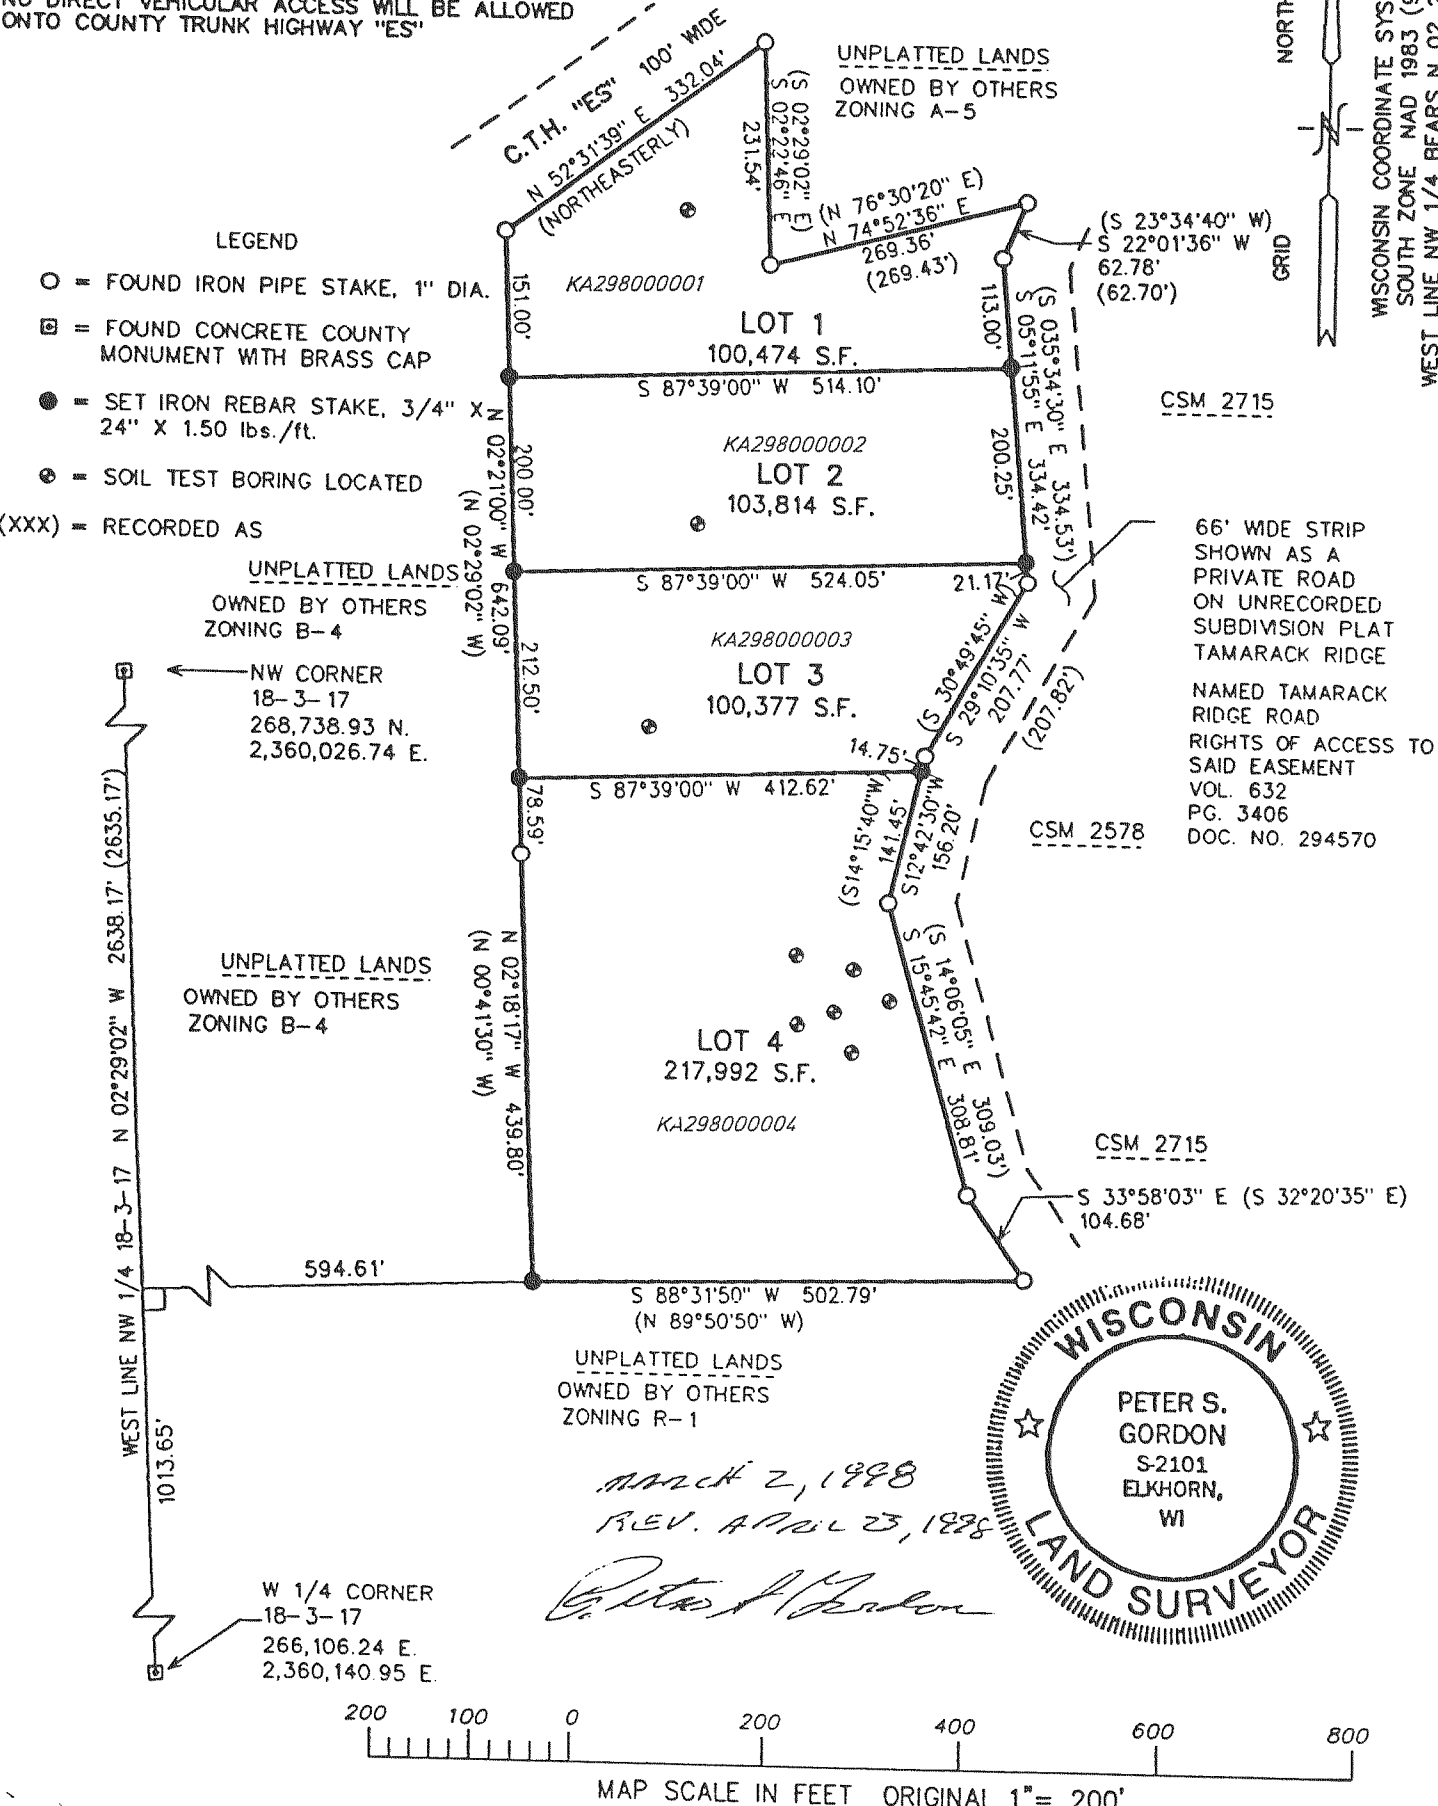 NO DIRECT VEHICULAR ACCESS WILL BE ALLOWED
ONTO COUNTY TRUNK HIGHWAY "ES"
C.T.H. "ES" 100' WIDE
N 52°31'39" E 332.04'
(NORTHEASTERLY)
UNPLATTED LANDS
OWNED BY OTHERS
ZONING A-5
(S 02°29'02" E)
S 02°22'46" E
231.54'
(N 76°30'20" E)
N 74°52'36" E
269.36'
(269.43')
(S 23°34'40" W)
S 22°01'36" W
62.78'
(62.70')
NORTH
GRID
N
WISCONSIN COORDINATE SYS
SOUTH ZONE NAD 1983 (
WEST LINE NW 1/4 BEARS N 02
LEGEND
= FOUND IRON PIPE STAKE, 1" DIA.
= FOUND CONCRETE COUNTY
MONUMENT WITH BRASS CAP
= SET IRON REBAR STAKE, 3/4" X
24" X 1.50 lbs./ft.
= SOIL TEST BORING LOCATED
(XXX) = RECORDED AS
151.00'
KA298000001
LOT 1
100,474 S.F.
S 87°39'00" W 514.10'
113.00'
(S 035°34'30" E 334.53')
S 05°11'55" E 334.42'
CSM 2715
N 02°21'00" W 642.09'
(N 02°29'02" W)
200.00'
KA298000002
LOT 2
103,814 S.F.
200.25'
S 87°39'00" W 524.05'
21.17'
66' WIDE STRIP
SHOWN AS A
PRIVATE ROAD
ON UNRECORDED
SUBDIVISION PLAT
TAMARACK RIDGE
NAMED TAMARACK
RIDGE ROAD
RIGHTS OF ACCESS TO
SAID EASEMENT
VOL. 632
PG. 3406
DOC. NO. 294570
UNPLATTED LANDS
OWNED BY OTHERS
ZONING B-4
NW CORNER
18-3-17
268,738.93 N.
2,360,026.74 E.
212.50'
KA298000003
LOT 3
100,377 S.F.
(S 30°49'45" W)
S 29°10'35" W
207.77'
(207.82')
14.75'
S 87°39'00" W 412.62'
78.59'
(S14°15'40"W)
141.45'
S12°42'30"W
156.20'
CSM 2578
WEST LINE NW 1/4 18-3-17 N 02°29'02" W 2638.17' (2635.17')
UNPLATTED LANDS
OWNED BY OTHERS
ZONING B-4
N 02°18'17" W 439.80'
(N 00°41'30" W)
LOT 4
217,992 S.F.
KA298000004
(S 14°06'05" E 309.03')
S 15°45'42" E 308.81'
CSM 2715
S 33°58'03" E (S 32°20'35" E)
104.68'
594.61'
S 88°31'50" W 502.79'
(N 89°50'50" W)
UNPLATTED LANDS
OWNED BY OTHERS
ZONING R-1
1013.65'
MARCH 2, 1998
REV. APRIL 23, 1998
Peter S Gordon
WISCONSIN
PETER S.
GORDON
S-2101
ELKHORN,
WI
LAND SURVEYOR
W 1/4 CORNER
18-3-17
266,106.24 E.
2,360,140.95 E.
200 100 0 200 400 600 800
MAP SCALE IN FEET ORIGINAL 1"= 200'